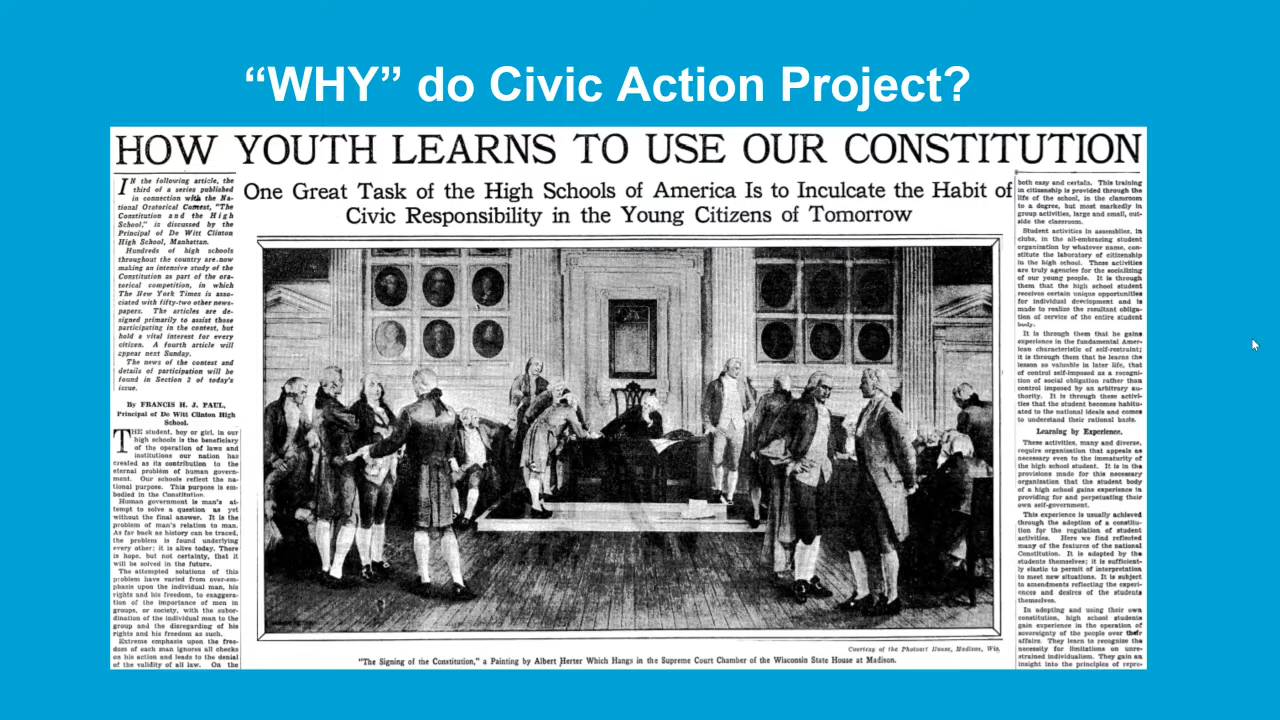 “WHY” do Civic Action Project?
HOW YOUTH LEARNS TO USE OUR CONSTITUTION
One Great Task of the High Schools of America Is to Inculcate the Habit of
Civic Responsibility in the Young Citizens of Tomorrow
IN the following article, the
third of a series published
in connection with the Na-
tional Oratorical Contest, "The
Constitution and the High
School," is discussed by the
Principal of De Witt Clinton
High School, Manhattan.
Hundreds of high schools
throughout the country are now
making an intensive study of the
Constitution as part of the ora-
torical competition, in which
The New York Times is asso-
ciated with fifty-two other news-
papers. The articles are de-
signed primarily to assist those
participating in the contest, but
hold a vital interest for every
citizen. A fourth article will
appear next Sunday.
The news of the contest and
details of participation will be
found in Section 2 of today's
issue.
By FRANCIS H. J. PAUL,
Principal of De Witt Clinton High
School.
THE student, boy or girl, in our
high schools is the beneficiary
of the operation of laws and
institutions our nation has
created as its contribution to the
eternal problem of human govern-
ment. Our schools reflect the na-
tional purpose. This purpose is em-
bodied in the Constitution.
Human government is man's at-
tempt to solve a question as yet
without the final answer. It is the
problem of man's relation to man.
As far back as history can be traced,
the problem is found underlying
every other; it is alive today. There
is hope, but not certainty, that it
will be solved in the future.
The attempted solutions of this
problem have varied from over-em-
phasis upon the individual man, his
rights and his freedom, to exaggera-
tion of the importance of men in
groups, or society, with the subor-
dination of the individual man to the
group and the disregarding of his
rights and his freedom as such.
Extreme emphasis upon the free-
dom of each man ignores all checks
on his action and leads to the denial
of the validity of all law. On the
Courtesy of the Photoart House, Madison, Wis.
"The Signing of the Constitution," a Painting by Albert Herter Which Hangs in the Supreme Court Chamber of the Wisconsin State House at Madison.
both easy and certain. This training
in citizenship is provided through the
life of the school, in the classroom
to a degree, but most markedly in
group activities, large and small, out-
side the classroom.
Student activities in assemblies, in
clubs, in the all-embracing student
organization by whatever name, con-
stitute the laboratory of citizenship
in the high school. These activities
are truly agencies for the socializing
of our young people. It is through
them that the high school student
receives certain unique opportunities
for individual development and is
made to realize the resultant obliga-
tion of service of the entire student
body.
It is through them that he gains
experience in the fundamental Amer-
ican characteristic of self-restraint;
it is through them that he learns the
lesson so valuable in later life, that
of control self-imposed as a recogni-
tion of social obligation rather than
control imposed by an arbitrary au-
thority. It is through these activi-
ties that the student becomes habitu-
ated to the national ideals and comes
to understand their rational basis.
Learning by Experience.
These activities, many and diverse,
require organization that appeals as
necessary even to the immaturity of
the high school student. It is in the
provisions made for this necessary
organization that the student body
of a high school gains experience in
providing for and perpetuating their
own self-government.
This experience is usually achieved
through the adoption of a constitu-
tion for the regulation of student
activities. Here we find reflected
many of the features of the national
Constitution. It is adopted by the
students themselves; it is sufficient-
ly elastic to permit of interpretation
to meet new situations. It is subject
to amendments reflecting the experi-
ences and desires of the students
themselves.
In adopting and using their own
constitution, high school students
gain experience in the operation of
sovereignty of the people over their
affairs. They learn to recognize the
necessity for limitations on unre-
strained individualism. They gain an
insight into the principles of repre-